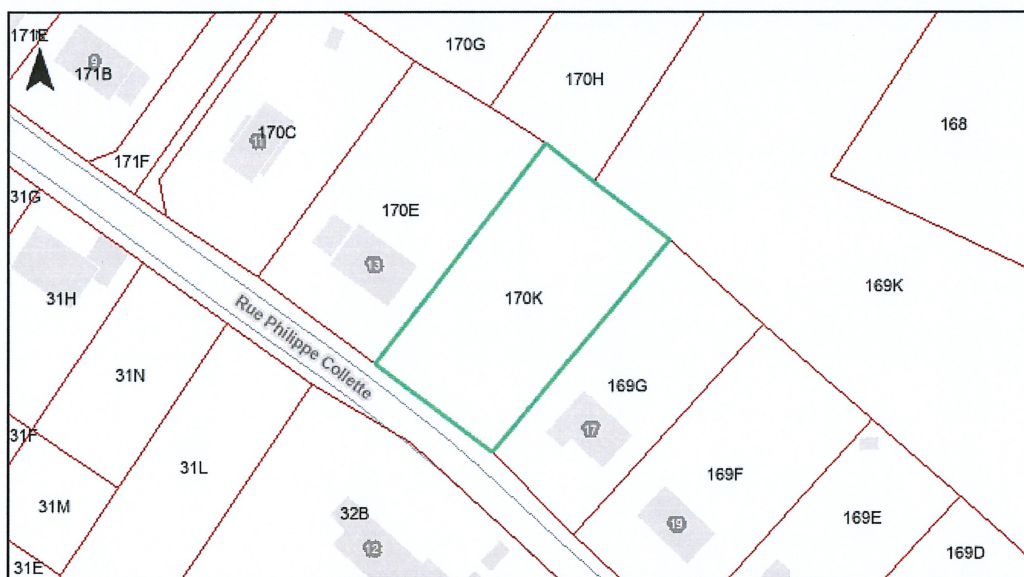 171E
9
171B
170G
170H
168
11
170C
171F
31G
170E
13
31H
170K
169K
Rue Philippe Collette
31N
169G
17
31F
31L
169F
31M
32B
19
169E
12
169D
31E